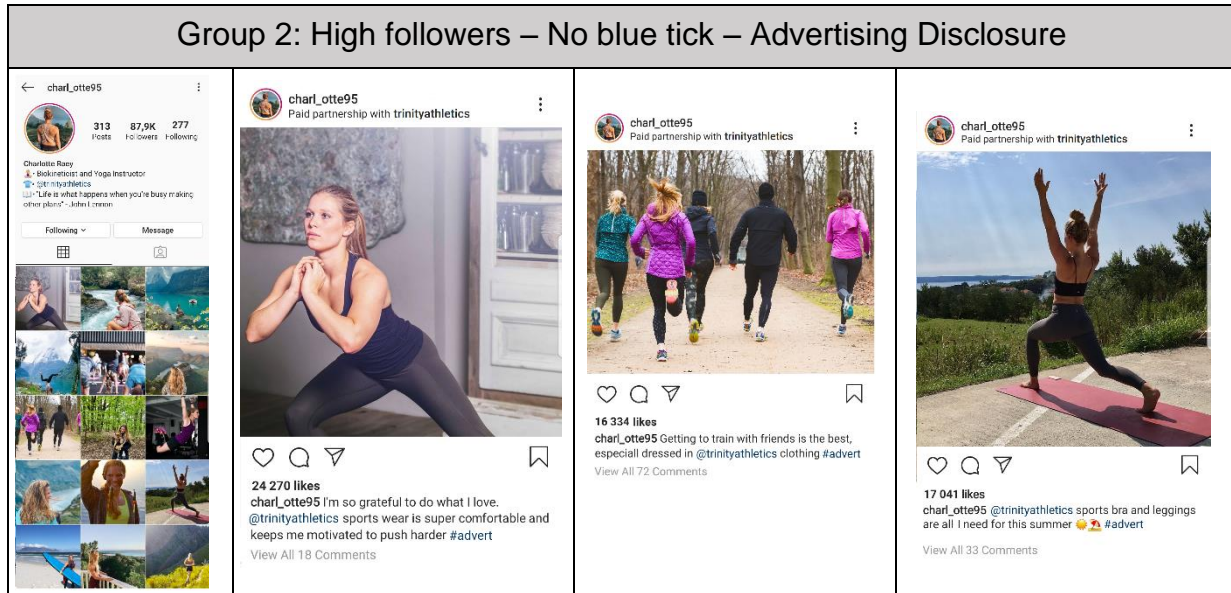 Group 2: High followers – No blue tick – Advertising Disclosure
charl_otte95
313 87,9K 277
Posts Followers Following
Charlotte Raey
- Biokineticist and Yoga Instructor
- @trinityathletics
- "Life is what happens when you're busy making
other plans" - John Lennon
Following Message
charl_otte95
Paid partnership with trinityathletics
24 270 likes
charl_otte95 I'm so grateful to do what I love.
@trinityathletics sports wear is super comfortable and
keeps me motivated to push harder #advert
View All 18 Comments
charl_otte95
Paid partnership with trinityathletics
16 334 likes
charl_otte95 Getting to train with friends is the best,
especiall dressed in @trinityathletics clothing #advert
View All 72 Comments
charl_otte95
Paid partnership with trinityathletics
17 041 likes
charl_otte95 @trinityathletics sports bra and leggings
are all I need for this summer 🌞⛱️ #advert
View All 33 Comments